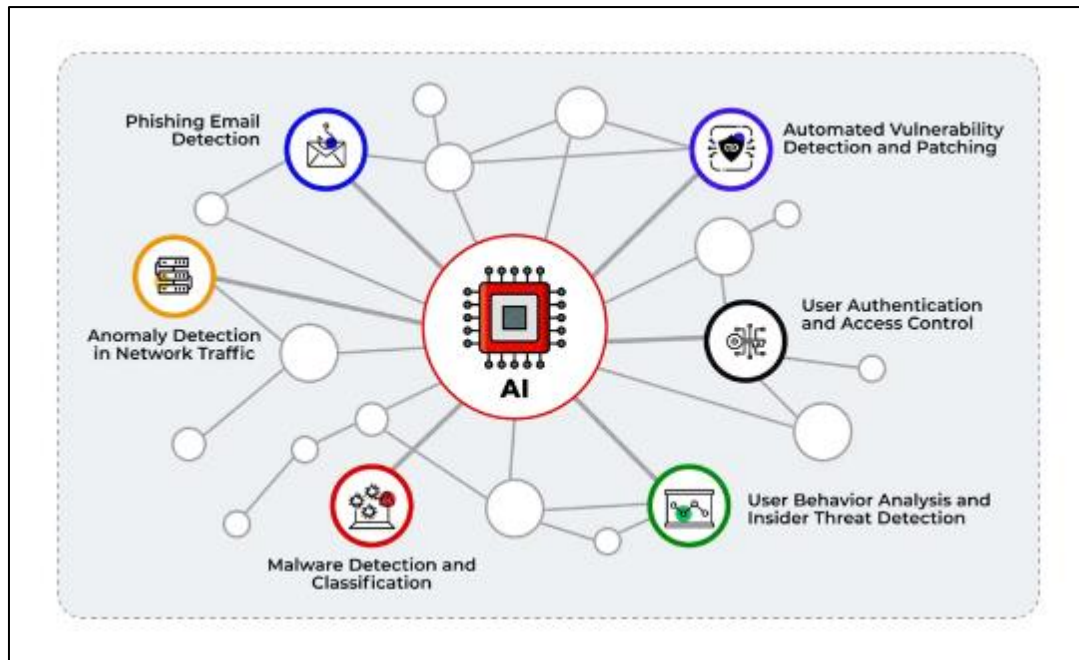 Phishing Email
Detection
Automated Vulnerability
Detection and Patching
Anomaly Detection
in Network Traffic
User Authentication
and Access Control
AI
Malware Detection and
Classification
User Behavior Analysis and
Insider Threat Detection